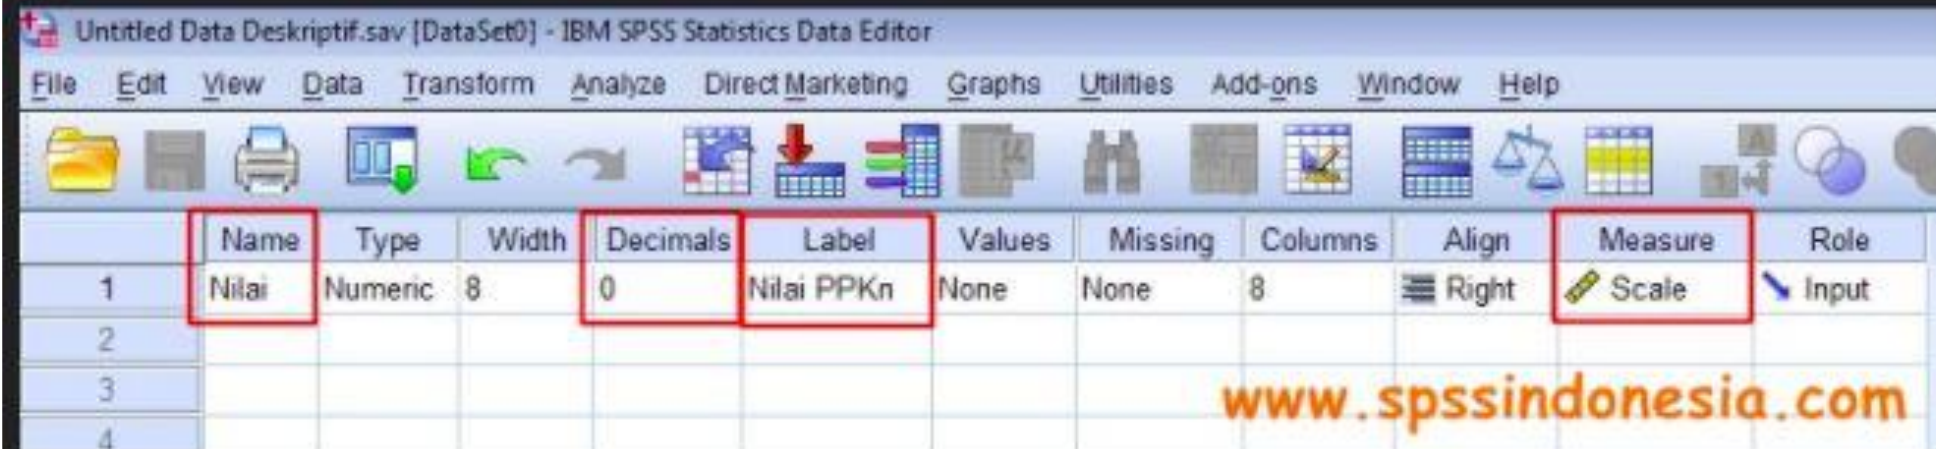 Untitled Data Deskriptif.sav [DataSet0] - IBM SPSS Statistics Data Editor
File Edit View Data Transform Analyze Direct Marketing Graphs Utilities Add-ons Window Help
Name Type Width Decimals Label Values Missing Columns Align Measure Role
1 Nilai Numeric 8 0 Nilai PPKn None None 8 Right Scale Input
2
3
www.spssindonesia.com
4